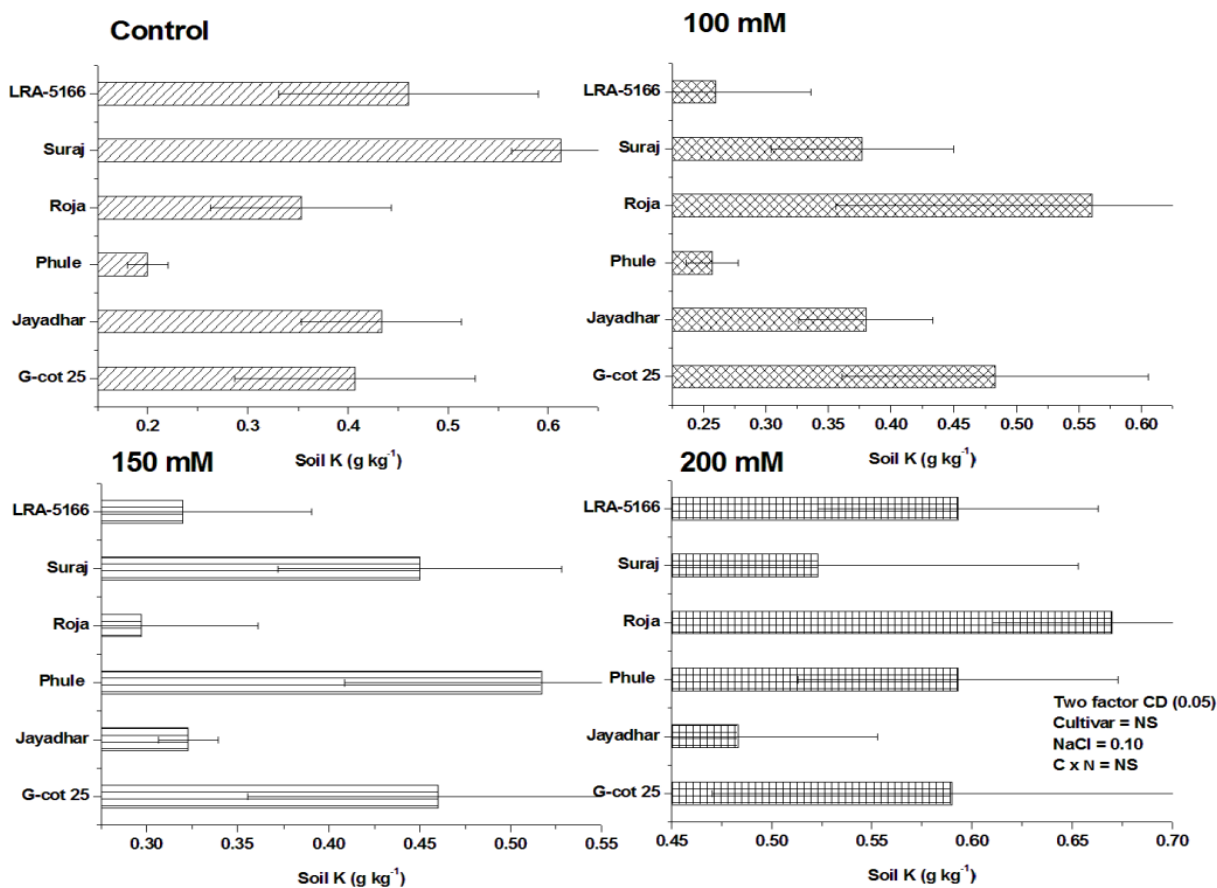 Control
LRA-5166
Suraj
Roja
Phule
Jayadhar
G-cot 25
0.2 0.3 0.4 0.5 0.6
Soil K (g kg⁻¹)
100 mM
LRA-5166
Suraj
Roja
Phule
Jayadhar
G-cot 25
0.25 0.30 0.35 0.40 0.45 0.50 0.55 0.60
Soil K (g kg⁻¹)
150 mM
LRA-5166
Suraj
Roja
Phule
Jayadhar
G-cot 25
0.30 0.35 0.40 0.45 0.50 0.55
Soil K (g kg⁻¹)
200 mM
LRA-5166
Suraj
Roja
Phule
Jayadhar
G-cot 25
Two factor CD (0.05)
Cultivar = NS
NaCl = 0.10
C x N = NS
0.45 0.50 0.55 0.60 0.65 0.70
Soil K (g kg⁻¹)